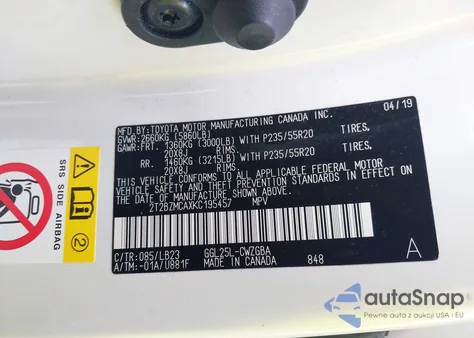 MFD.BY:TOYOTA MOTOR MANUFACTURING CANADA INC. 04/19
GVWR:2660KG (5860LB)
GAWR:FRT. 1360KG (3000LB) WITH P235/55R20 TIRES,
20X8J RIMS
RR. 1460KG (3215LB) WITH P235/55R20 TIRES,
20X8J RIMS
THIS VEHICLE CONFORMS TO ALL APPLICABLE FEDERAL MOTOR
VEHICLE SAFETY STANDARDS IN EFFECT ON
THE DATE OF MANUFACTURE SHOWN ABOVE.
2T2BZMCAXKC195457 MPV
C/TR:085/LB23 GGL25L-CWZGBA
A/TM:-01A/U881F MADE IN CANADA 848 A
SRS SIDE AIRBAG
2
autaSnap
Pewne auta z aukcji USA i EU